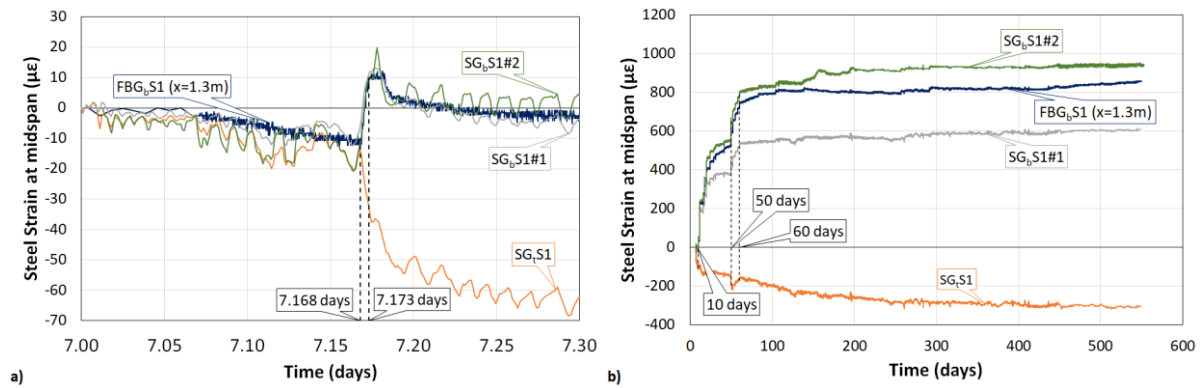 30
20
10
0
-10
-20
-30
-40
-50
-60
-70
Steel Strain at midspan (με)
FBGbS1 (x=1.3m)
SGbS1#2
SGbS1#1
SGtS1
7.168 days
7.173 days
7.00 7.05 7.10 7.15 7.20 7.25 7.30
Time (days)
a)
1200
1000
800
600
400
200
0
-200
-400
Steel Strain at midspan (με)
SGbS1#2
FBGbS1 (x=1.3m)
SGbS1#1
50 days
60 days
10 days
SGtS1
0 100 200 300 400 500 600
Time (days)
b)